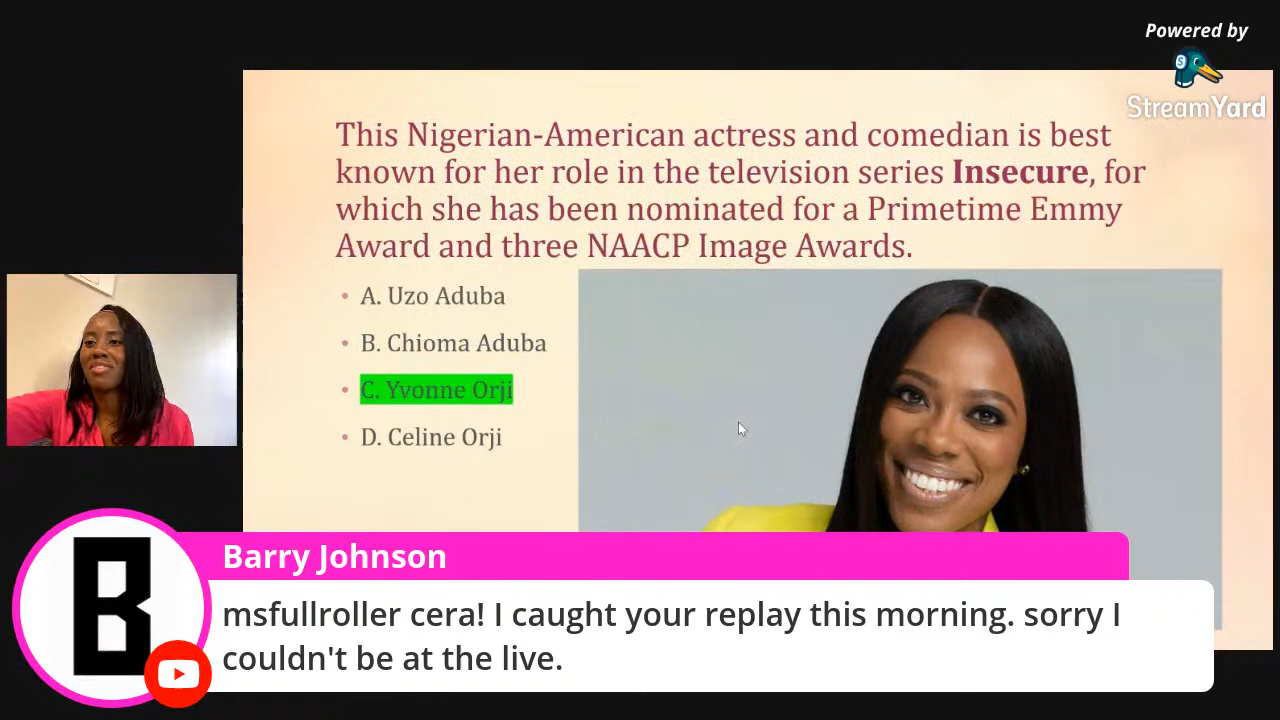 Powered by
StreamYard
This Nigerian-American actress and comedian is best
known for her role in the television series Insecure, for
which she has been nominated for a Primetime Emmy
Award and three NAACP Image Awards.
• A. Uzo Aduba
• B. Chioma Aduba
• C. Yvonne Orji
• D. Celine Orji
B
Barry Johnson
msfullroller cera! I caught your replay this morning. sorry I
couldn't be at the live.